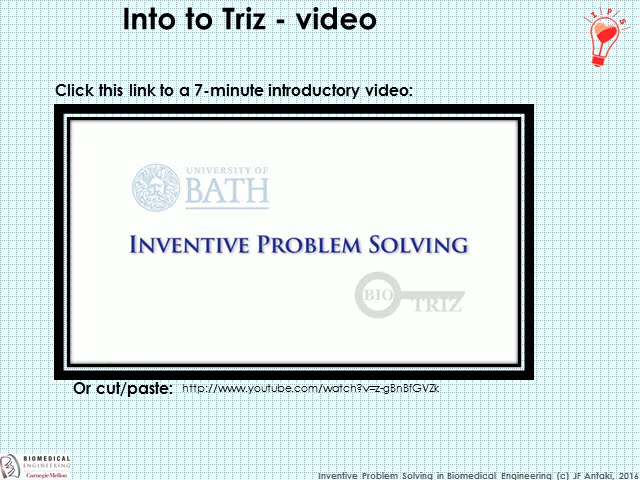 Into to Triz - video
IPS
Click this link to a 7-minute introductory video:
UNIVERSITY OF
BATH
INVENTIVE PROBLEM SOLVING
BIO
TRIZ
Or cut/paste: http://www.youtube.com/watch?v=z-gBnBfGVZk
BIOMEDICAL
ENGINEERING
Carnegie Mellon
Inventive Problem Solving in Biomedical Engineering (c) JF Antaki, 2016